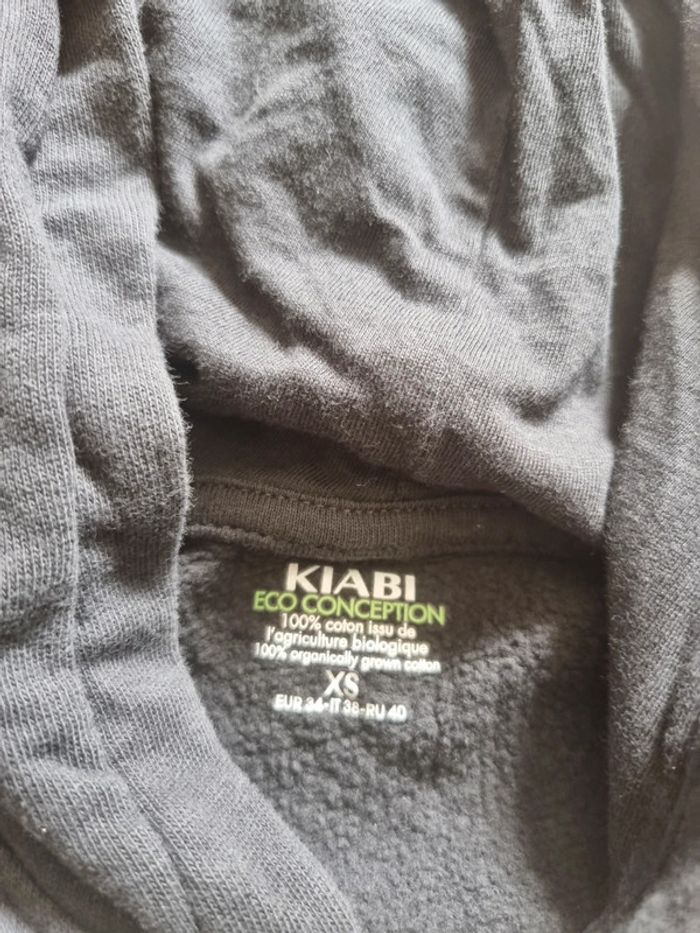 KIABI
ECO CONCEPTION
100% coton issu de
l'agriculture biologique
100% organically grown cotton
XS
EUR 34-IT 38-RU 40